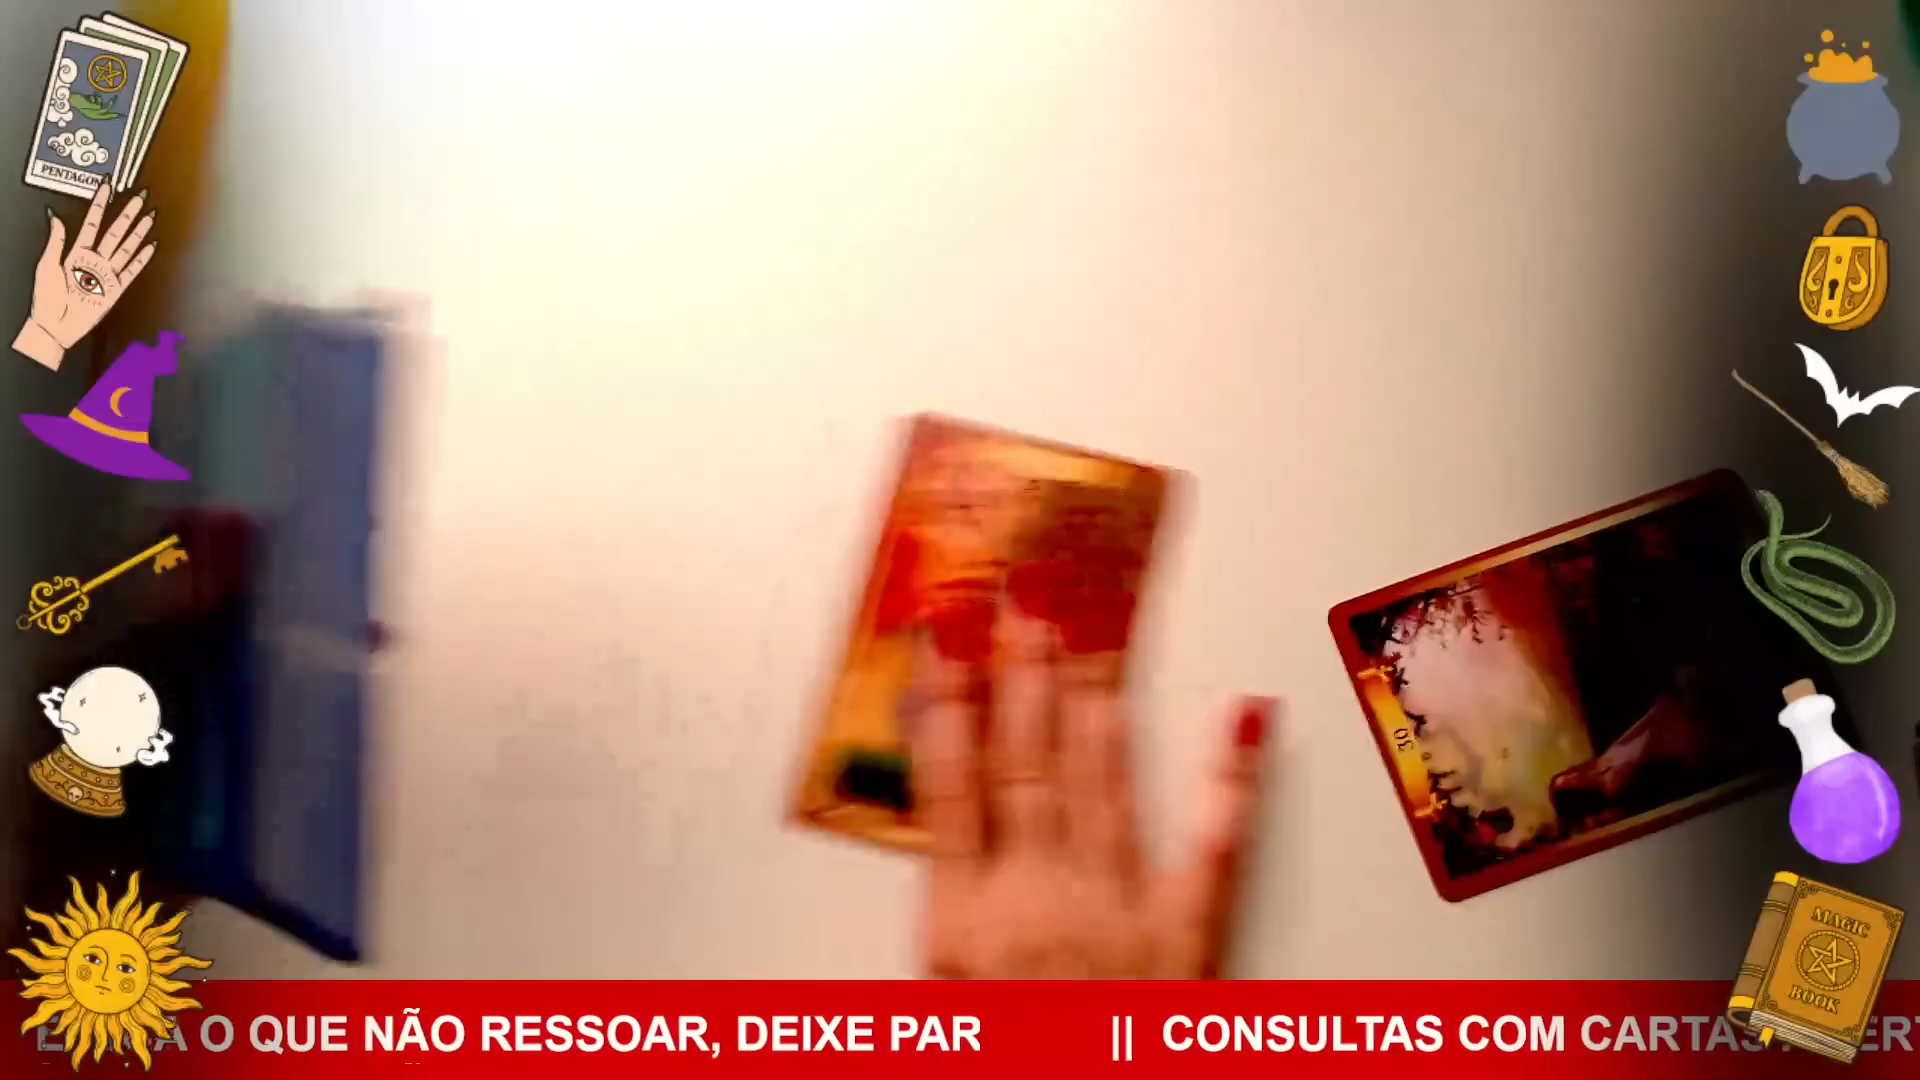 PENTAGON
30
O QUE NÃO RESSOAR, DEIXE PAR || CONSULTAS COM CARTAS
MAGIC
BOOK